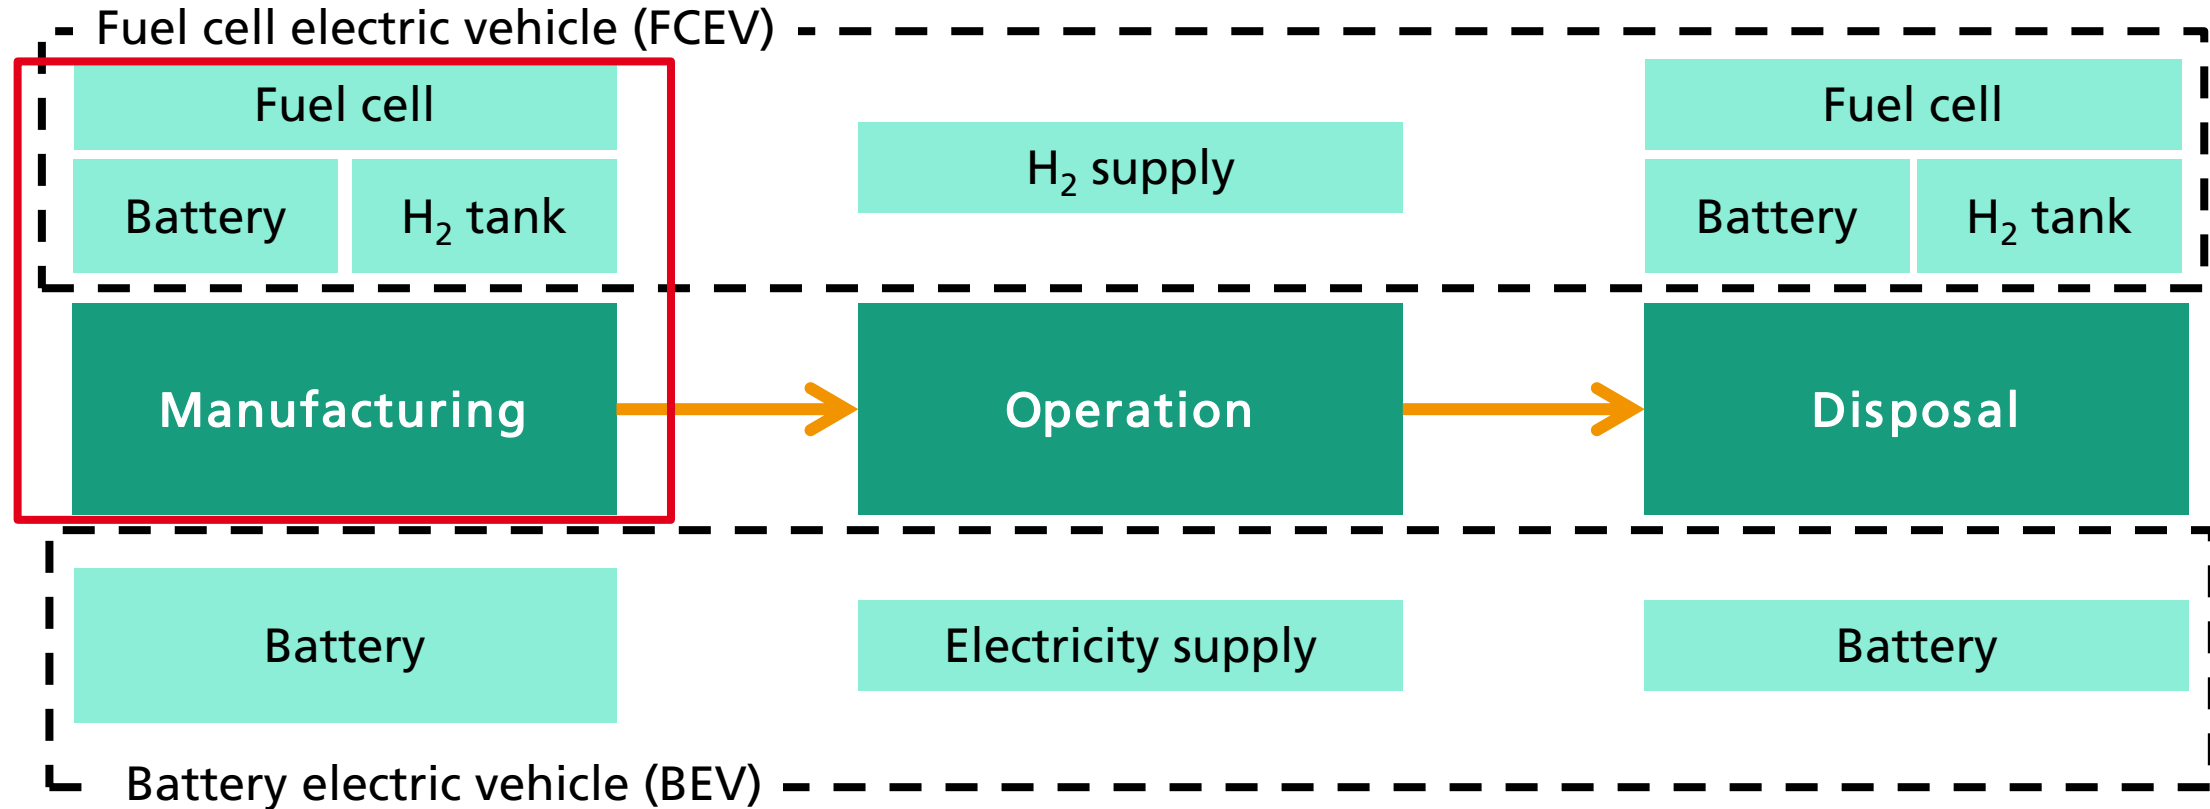 Fuel cell electric vehicle (FCEV)
Fuel cell
Battery
H₂ tank
H₂ supply
Fuel cell
Battery
H₂ tank
Manufacturing
Operation
Disposal
Battery
Electricity supply
Battery
Battery electric vehicle (BEV)